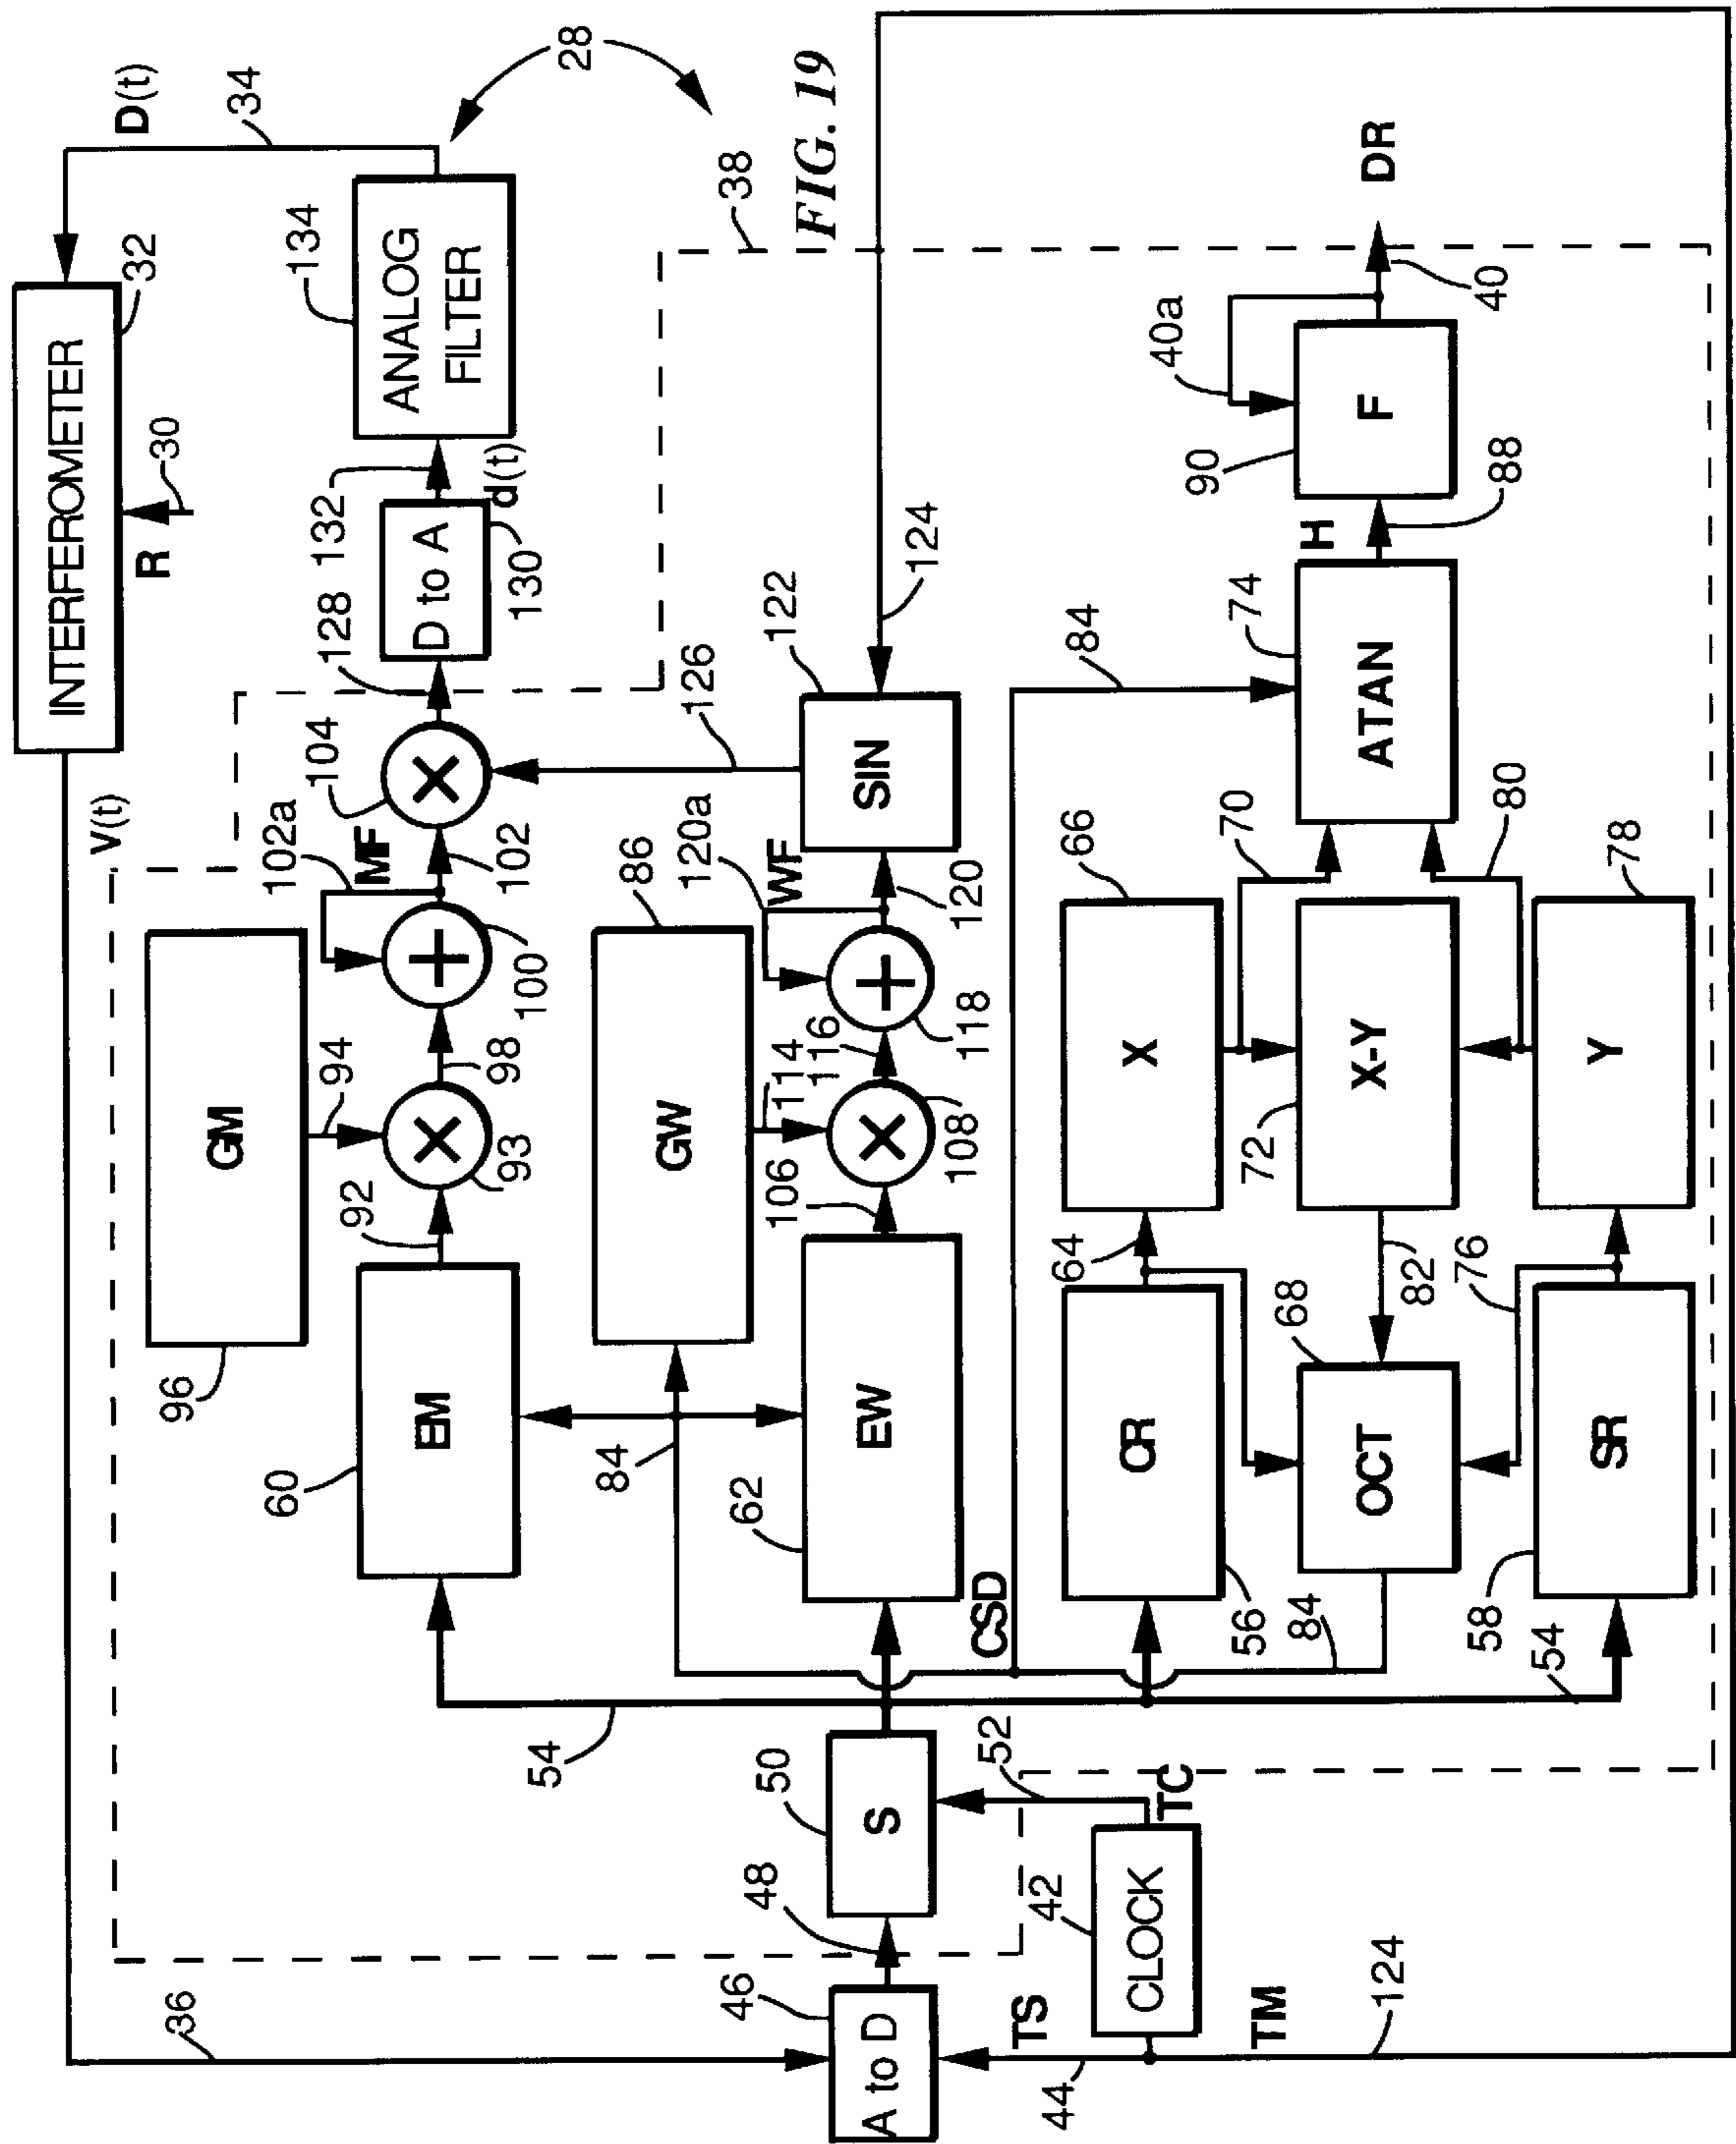 INTERFEROMETER
32
D(t)
34
28
V(t)
R
30
36
ANALOG
FILTER
134
d(t)
132
D to A
130
128
104
102a
MF
102
100
98
94
93
92
GM
96
EM
60
38
FIG. 19
126
SIN
122
124
120a
WF
120
118
116
114
108
106
GW
86
84
EW
62
CSD
54
S
50
52
48
46
A to D
TS
44
CLOCK
42
TC
TM
124
CR
56
64
X
66
70
84
ATAN
74
H
88
F
90
40a
40
DR
X-Y
72
80
82
OCT
68
84
76
Y
78
SR
58
54